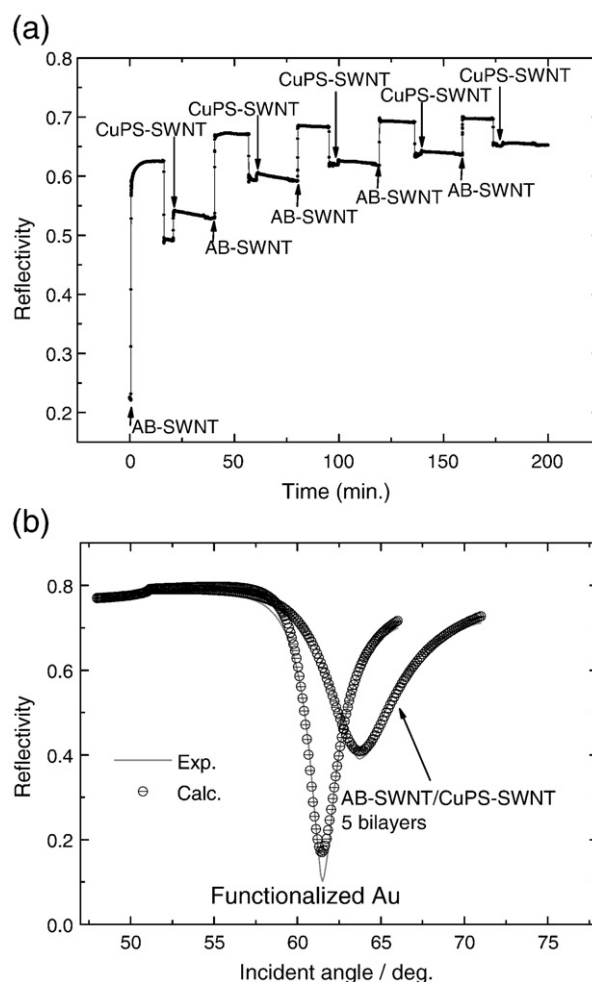 (a)
0.8
0.7
0.6
0.5
0.4
0.3
0.2
Reflectivity
CuPS-SWNT
CuPS-SWNT
CuPS-SWNT
CuPS-SWNT
CuPS-SWNT
AB-SWNT
AB-SWNT
AB-SWNT
AB-SWNT
AB-SWNT
0 50 100 150 200
Time (min.)
(b)
0.8
0.6
0.4
0.2
0.0
Reflectivity
Exp.
Calc.
AB-SWNT/CuPS-SWNT
5 bilayers
Functionalized Au
50 55 60 65 70 75
Incident angle / deg.